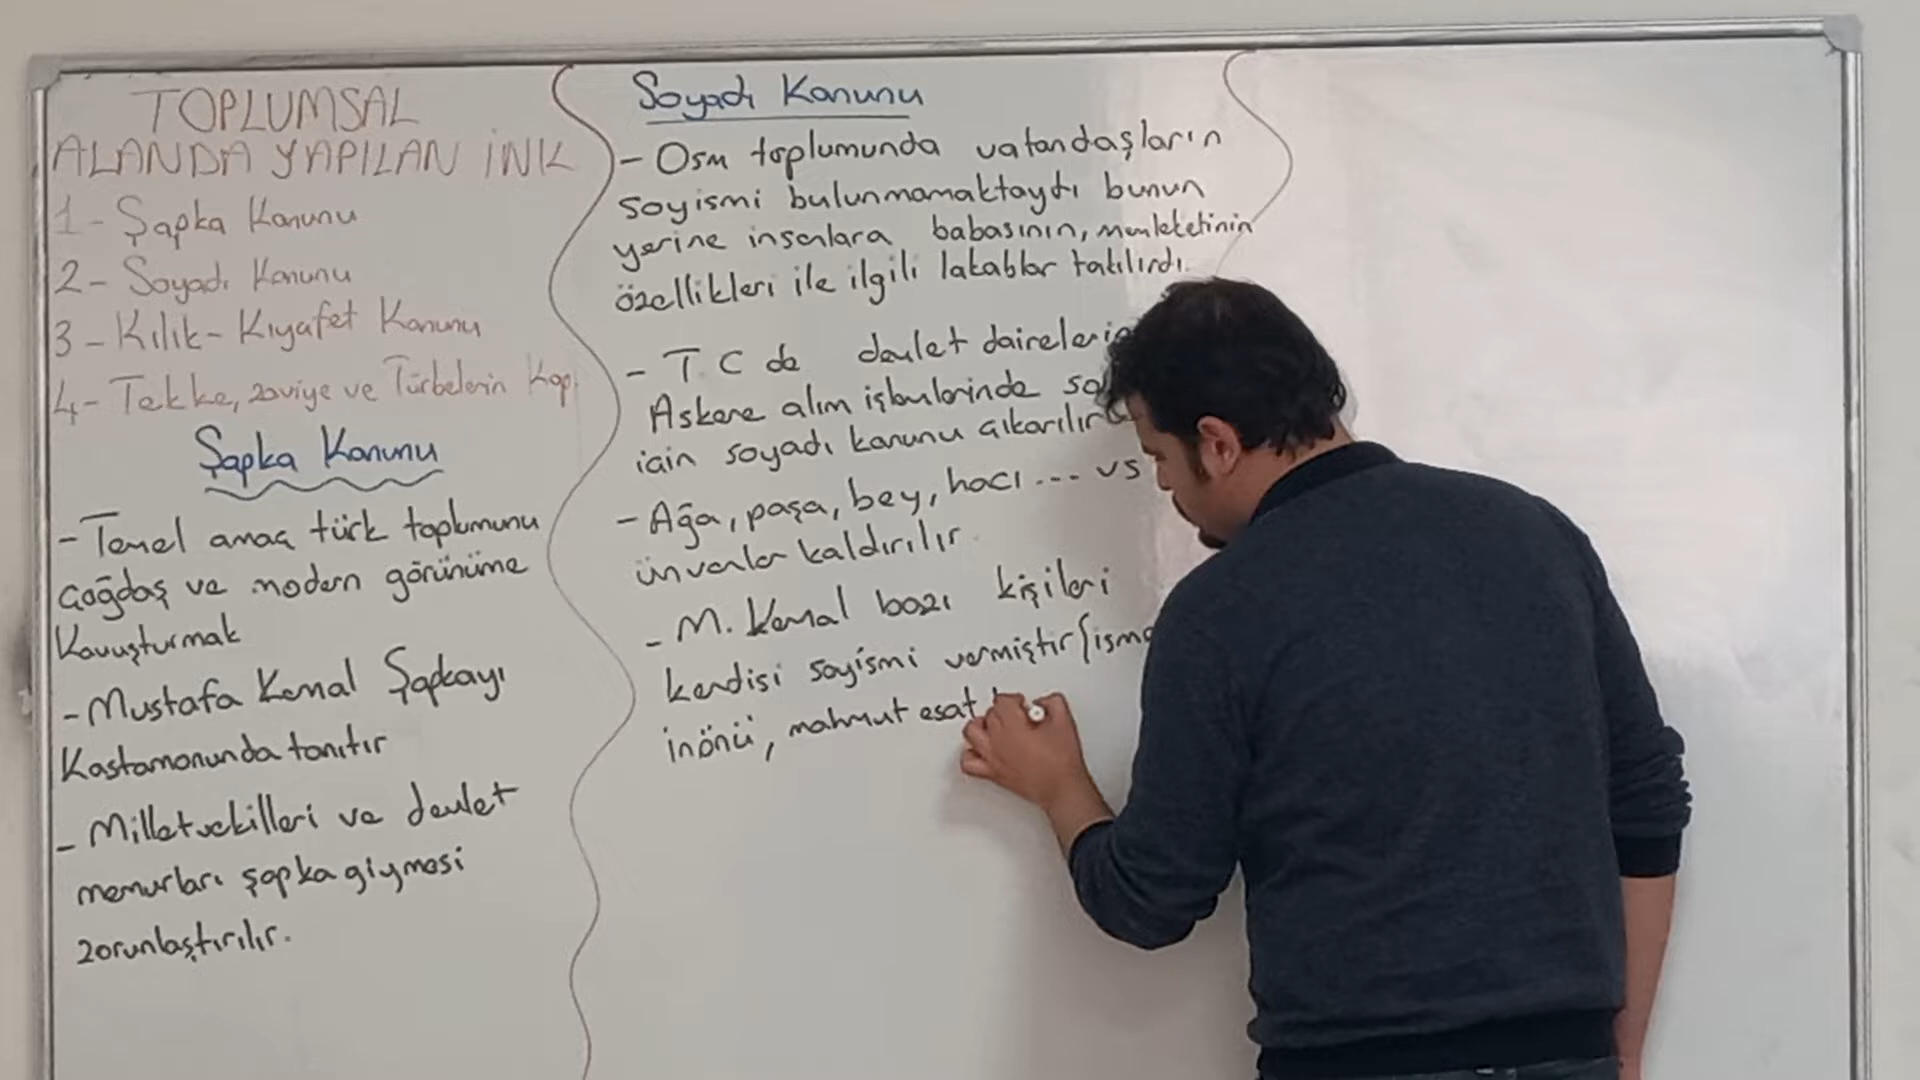 TOPLUMSAL
ALANDA YAPILAN İNK
1- Şapka Kanunu
2- Soyadı Kanunu
3- Kılık-Kıyafet Kanunu
4- Tekke, zaviye ve Türbelerin Kap
Şapka Kanunu
- Temel amaç türk toplumunu
çağdaş ve modern görünüme
Kavuşturmak
- Mustafa Kemal Şapkayı
Kastamonunda tanıtır
- Milletvekilleri ve devlet
memurları şapka giymesi
zorunlaştırılır.
Soyadı Kanunu
- Osm toplumunda vatandaşların
soyismi bulunmamaktaydı bunun
yerine insanlara babasının, memleketinin
özellikleri ile ilgili lakablar takılırdı.
- T.C de devlet daireleri
Askere alım işbulerinde
için soyadı kanunu çıkarılır
- Ağa, paşa, bey, hacı... vs
ünvanlar kaldırılır
- M. Kemal bazı kişileri
kendisi soyismi vermiştir (isme
inönü, mahmut esat